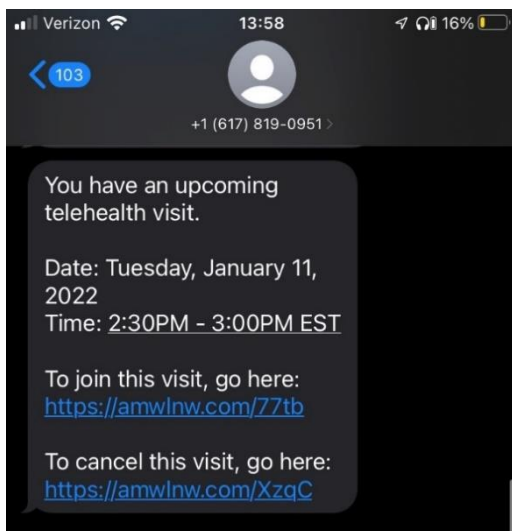 Verizon 13:58 16%
103
+1 (617) 819-0951 >
You have an upcoming
telehealth visit.
Date: Tuesday, January 11,
2022
Time: 2:30PM - 3:00PM EST
To join this visit, go here:
https://amwlnw.com/77tb
To cancel this visit, go here:
https://amwlnw.com/XzqC